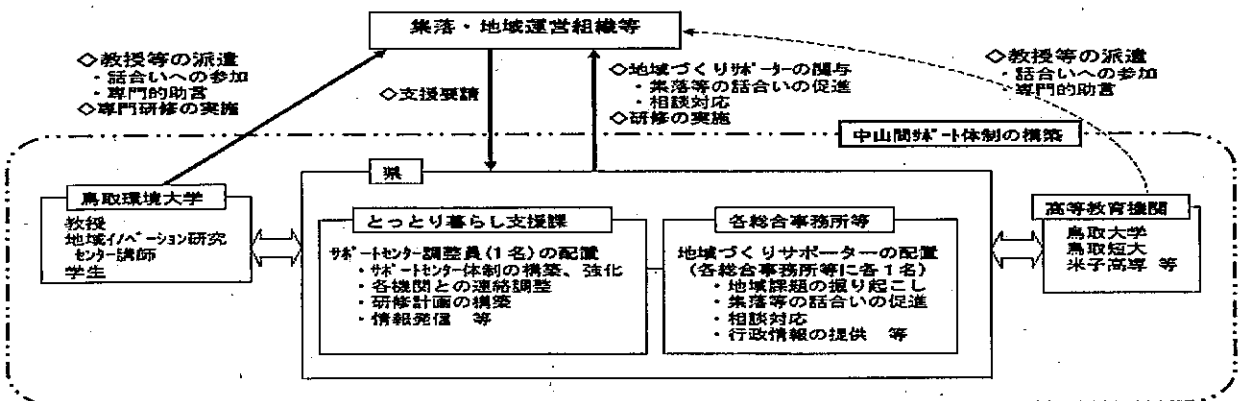 集落・地域運営組織等
◇教授等の派遣
・話合いへの参加
・専門的助言
◇専門研修の実施
◇支援要請
◇地域づくりｻﾎﾟｰﾀｰの関与
・集落等の話合いの促進
・相談対応
◇研修の実施
◇教授等の派遣
・話合いへの参加
・専門的助言
中山間ｻﾎﾟｰﾄ体制の構築
県
鳥取環境大学
教授
地域ｲﾉﾍﾞｰｼｮﾝ研究
ｾﾝﾀｰ講師
学生
とっとり暮らし支援課
ｻﾎﾟｰﾄｾﾝﾀｰ調整員(1名)の配置
・ｻﾎﾟｰﾄｾﾝﾀｰ体制の構築、強化
・各機関との連絡調整
・研修計画の構築
・情報発信　等
各総合事務所等
地域づくりサポーターの配置
(各総合事務所等に各1名)
・地域課題の掘り起こし
・集落等の話合いの促進
・相談対応
・行政情報の提供　等
高等教育機関
鳥取大学
鳥取短大
米子高専　等